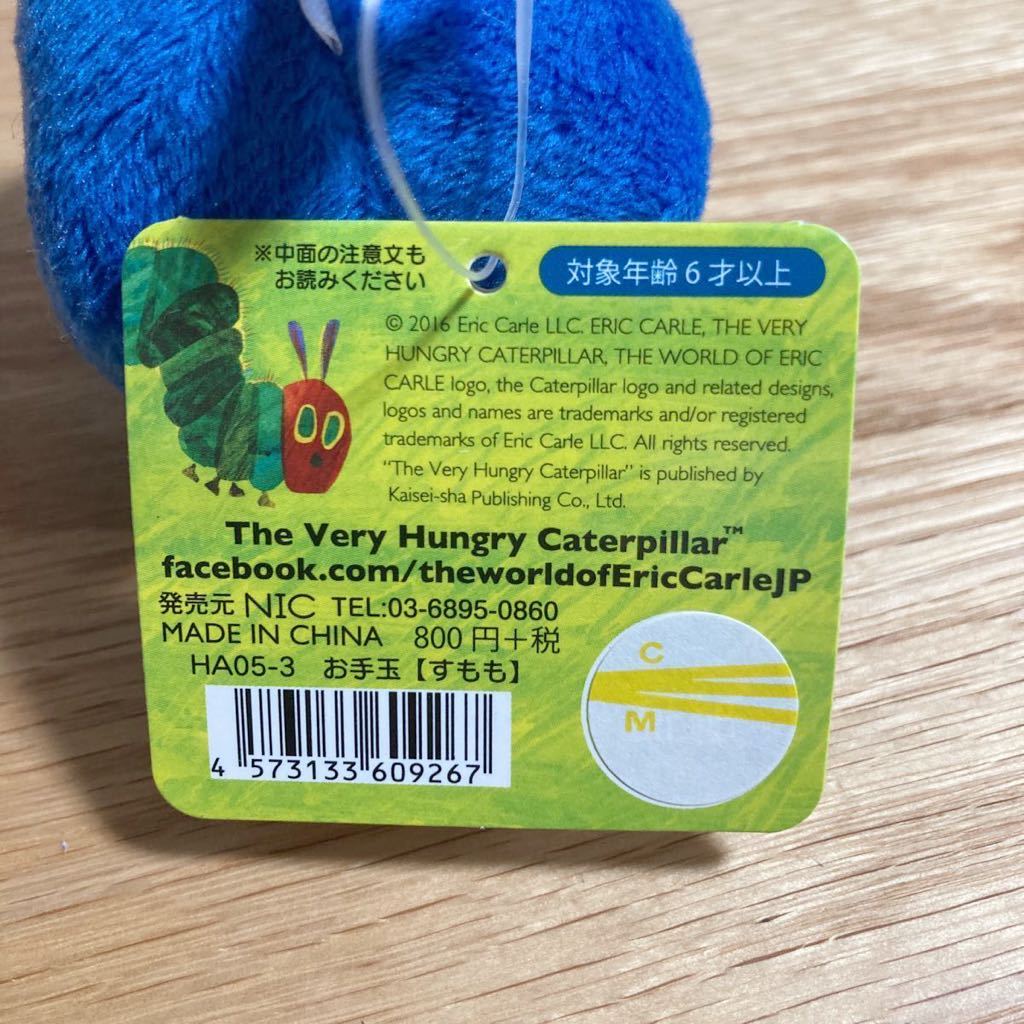 ※中面の注意文も
お読みください
対象年齢6才以上
© 2016 Eric Carle LLC. ERIC CARLE, THE VERY
HUNGRY CATERPILLAR, THE WORLD OF ERIC
CARLE logo, the Caterpillar logo and related designs,
logos and names are trademarks and/or registered
trademarks of Eric Carle LLC. All rights reserved.
“The Very Hungry Caterpillar” is published by
Kaisei-sha Publishing Co., Ltd.
The Very Hungry Caterpillar™
facebook.com/theworldofEricCarleJP
発売元 NIC TEL:03-6895-0860
MADE IN CHINA 800円+税
HA05-3 お手玉【すもも】
4 573133 609267
C
M